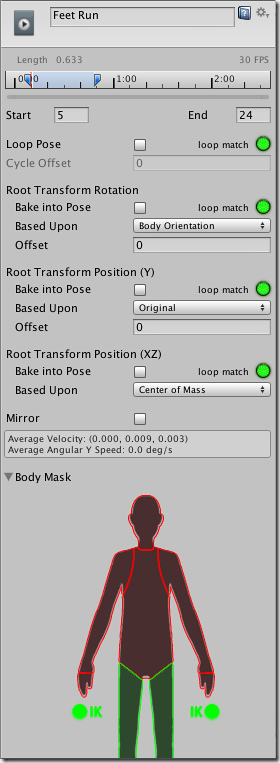 Feet Run
Length 0.633 30 FPS
0:00 1:00 2:00
Start 5 End 24
Loop Pose loop match
Cycle Offset 0
Root Transform Rotation
Bake into Pose loop match
Based Upon Body Orientation
Offset 0
Root Transform Position (Y)
Bake into Pose loop match
Based Upon Original
Offset 0
Root Transform Position (XZ)
Bake into Pose loop match
Based Upon Center of Mass
Mirror
Average Velocity: (0.000, 0.009, 0.003)
Average Angular Y Speed: 0.0 deg/s
Body Mask
IK IK